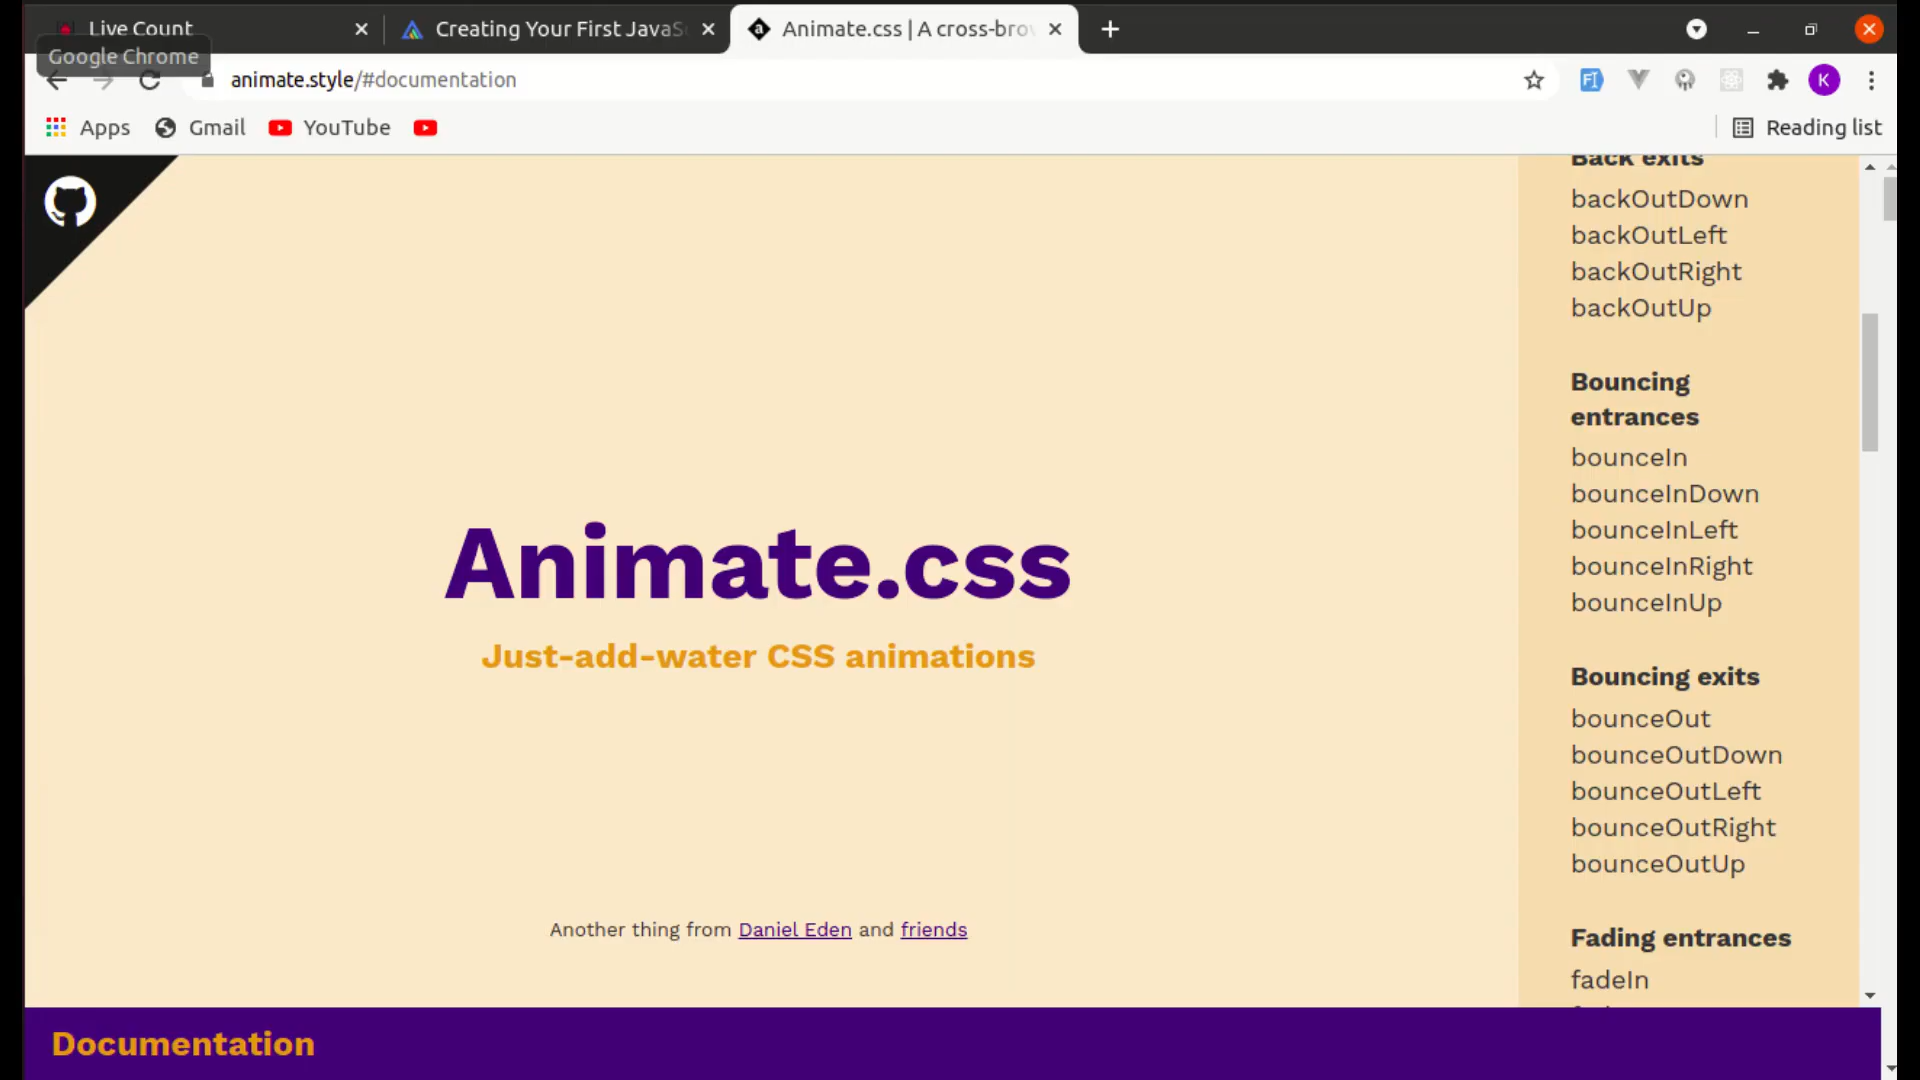 Live Count
Creating Your First JavaS
Animate.css | A cross-bro
Google Chrome
animate.style/#documentation
K
Apps
Gmail
YouTube
Reading list
Animate.css
Just-add-water CSS animations
Another thing from Daniel Eden and friends
Back exits
backOutDown
backOutLeft
backOutRight
backOutUp
Bouncing
entrances
bounceIn
bounceInDown
bounceInLeft
bounceInRight
bounceInUp
Bouncing exits
bounceOut
bounceOutDown
bounceOutLeft
bounceOutRight
bounceOutUp
Fading entrances
fadeIn
Documentation